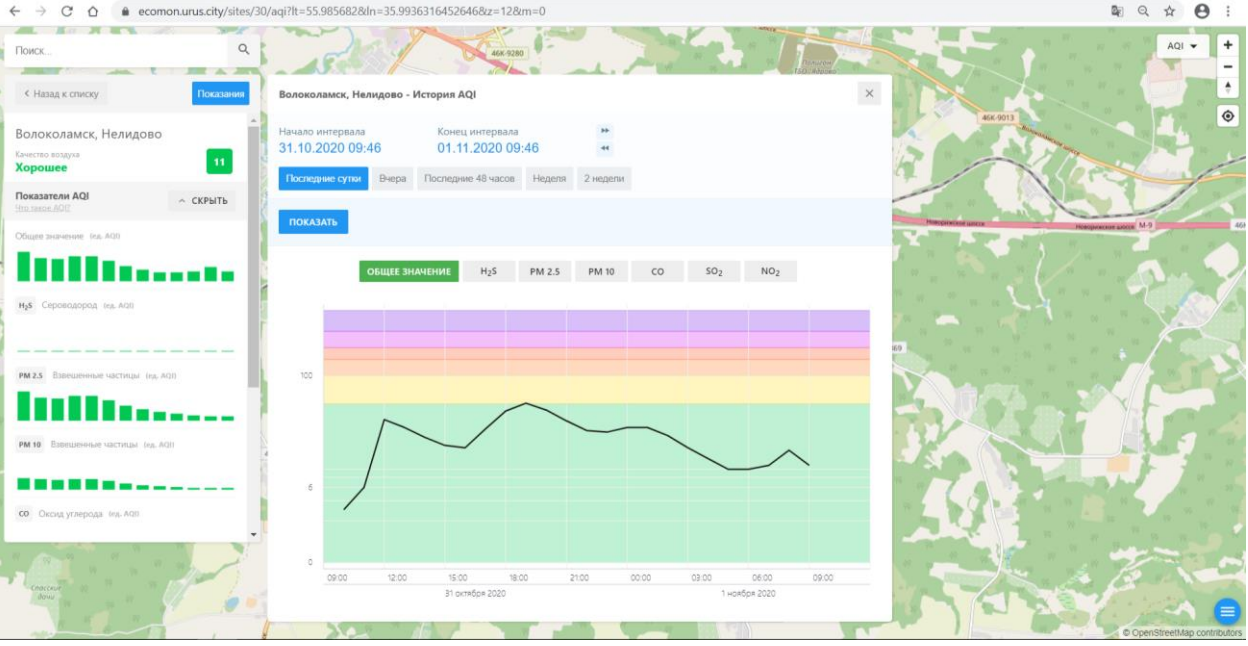 ecomon.urus.city/sites/30/aqi?lt=55.985682&ln=35.9936316452646&z=12&m=0
Поиск...
46К-9280
AQI
< Назад к списку
Показания
Волоколамск, Нелидово
Качество воздуха
Хорошее
11
Показатели AQI
Что такое AQI?
СКРЫТЬ
Общее значение (ед. AQI)
H₂S Сероводород (ед. AQI)
PM 2.5 Взвешенные частицы (ед. AQI)
PM 10 Взвешенные частицы (ед. AQI)
CO Оксид углерода (ед. AQI)
Волоколамск, Нелидово - История AQI
Начало интервала
Конец интервала
31.10.2020 09:46
01.11.2020 09:46
Последние сутки Вчера Последние 48 часов Неделя 2 недели
ПОКАЗАТЬ
ОБЩЕЕ ЗНАЧЕНИЕ H₂S PM 2.5 PM 10 CO SO₂ NO₂
100
6
0
09:00 12:00 15:00 18:00 21:00 00:00 03:00 06:00 09:00
31 октября 2020 1 ноября 2020
46К-9013
Новорижское шоссе
Новорижское шоссе
М-9
Спасские
© OpenStreetMap contributors